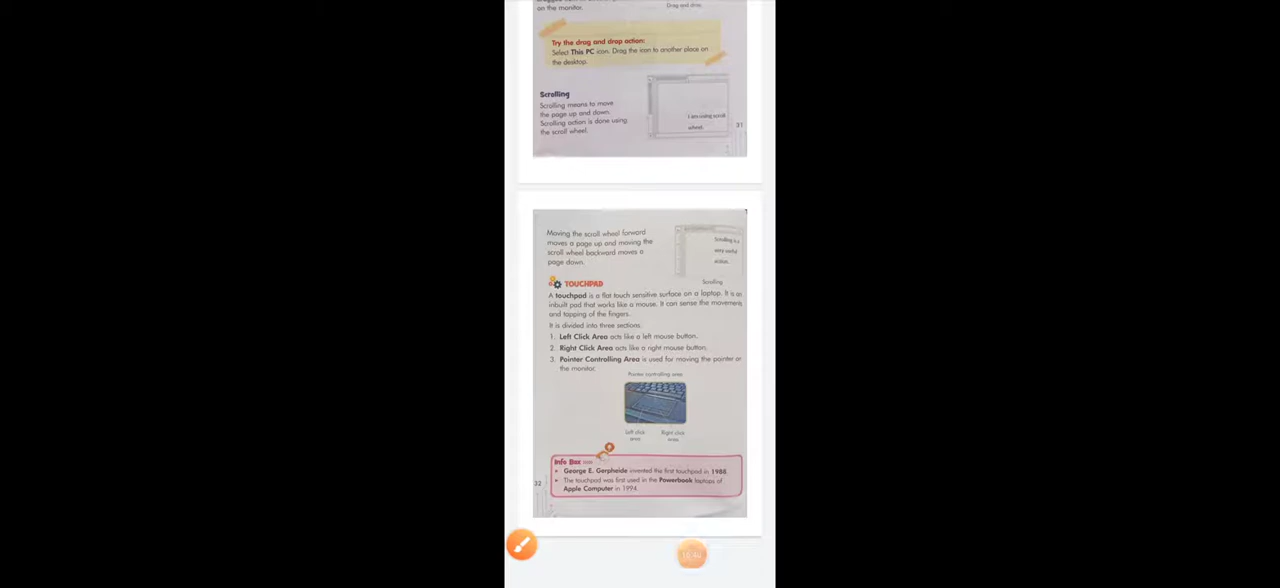 on the monitor.
Drag and drop
Try the drag and drop action:
Select This PC icon. Drag the icon to another place on
the desktop.
Scrolling
Scrolling means to move
the page up and down.
Scrolling action is done using
the scroll wheel.
I am using scroll
wheel.
31
Moving the scroll wheel forward
moves a page up and moving the
scroll wheel backward moves a
page down.
Scrolling is a
very useful
action.
Scrolling
TOUCHPAD
A touchpad is a flat touch sensitive surface on a laptop. It is an
inbuilt pad that works like a mouse. It can sense the movement
and tapping of the fingers.
It is divided into three sections.
1. Left Click Area acts like a left mouse button.
2. Right Click Area acts like a right mouse button.
3. Pointer Controlling Area is used for moving the pointer on
the monitor.
Pointer controlling area
Left click
area
Right click
area
Info Box
George E. Gerpheide invented the first touchpad in 1988.
The touchpad was first used in the Powerbook laptops of
Apple Computer in 1994.
32
16:40